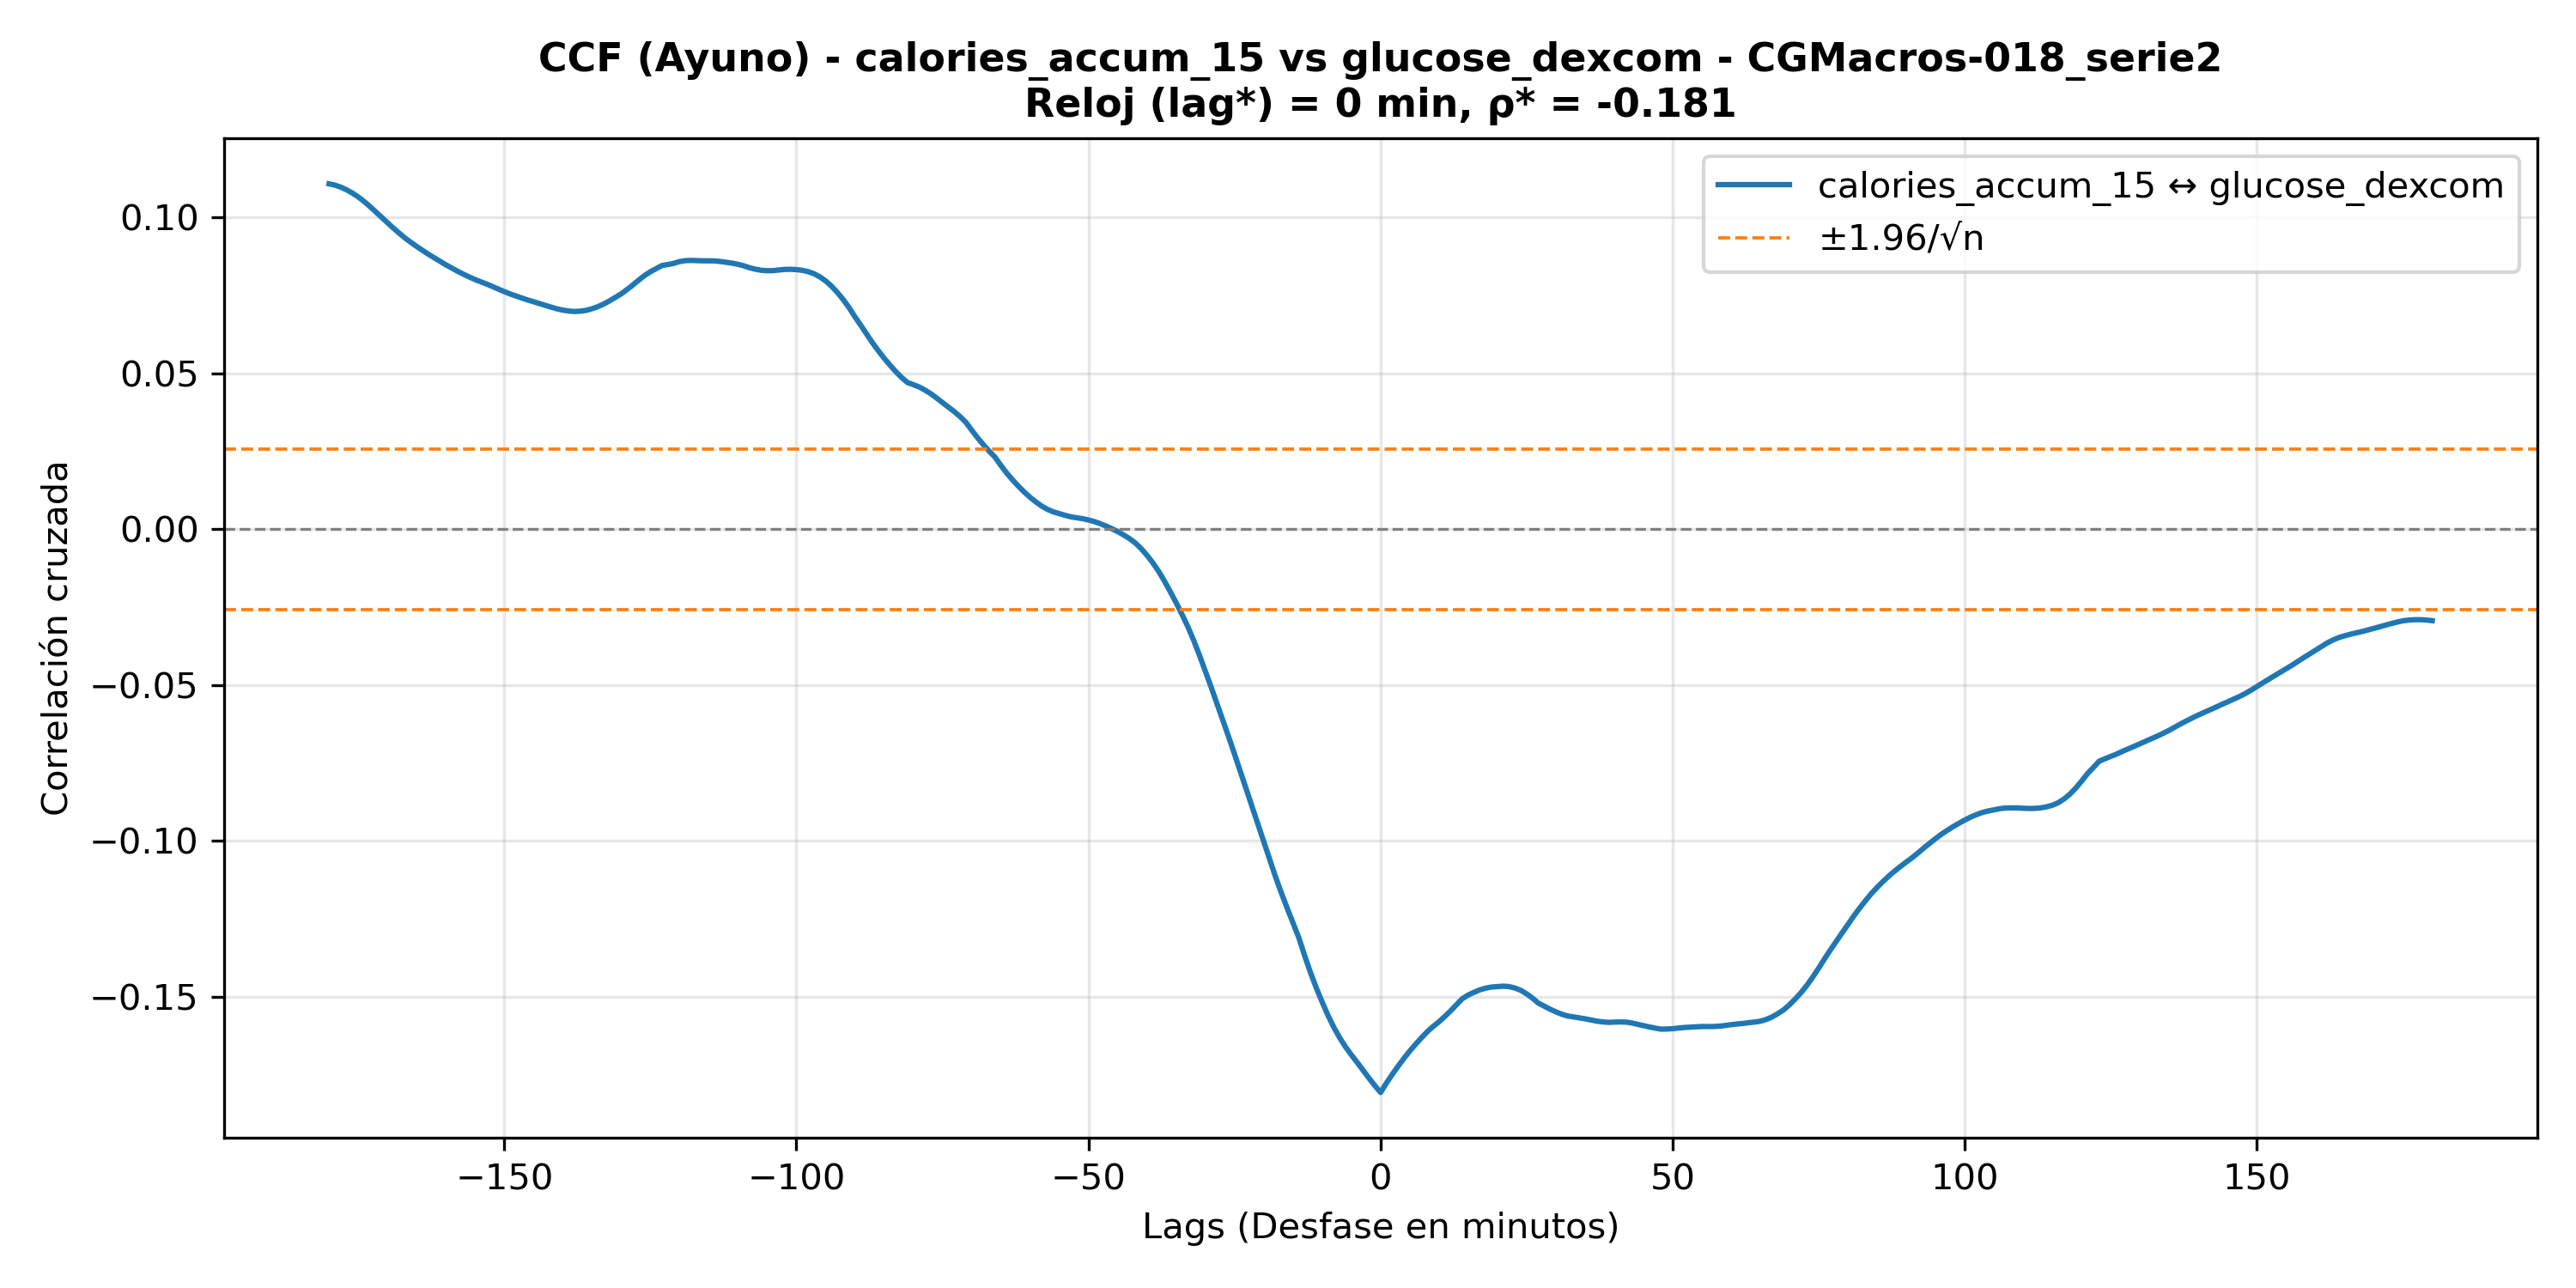 CCF (Ayuno) - calories_accum_15 vs glucose_dexcom - CGMacros-018_serie2
Reloj (lag*) = 0 min, ρ* = -0.181
calories_accum_15 ↔ glucose_dexcom
±1.96/√n
Correlación cruzada
0.10
0.05
0.00
−0.05
−0.10
−0.15
−150
−100
−50
0
50
100
150
Lags (Desfase en minutos)